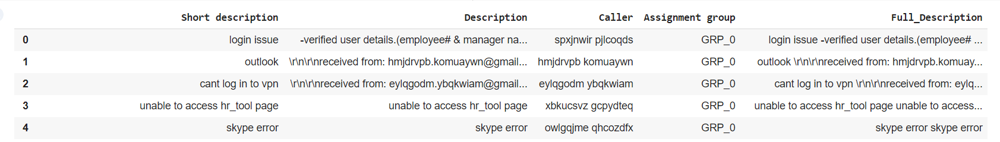 Short description Description Caller Assignment group Full_Description
0 login issue -verified user details.(employee# & manager na... spxjnwir pjlcoqds GRP_0 login issue -verified user details.(employee# ...
1 outlook \r\n\r\nreceived from: hmjdrvpb.komuaywn@gmail... hmjdrvpb komuaywn GRP_0 outlook \r\n\r\nreceived from: hmjdrvpb.komuay...
2 cant log in to vpn \r\n\r\nreceived from: eylqgodm.ybqkwiam@gmail... eylqgodm ybqkwiam GRP_0 cant log in to vpn \r\n\r\nreceived from: eylq...
3 unable to access hr_tool page unable to access hr_tool page xbkucsvz gcpydteq GRP_0 unable to access hr_tool page unable to access...
4 skype error skype error owlgqjme qhcozdfx GRP_0 skype error skype error